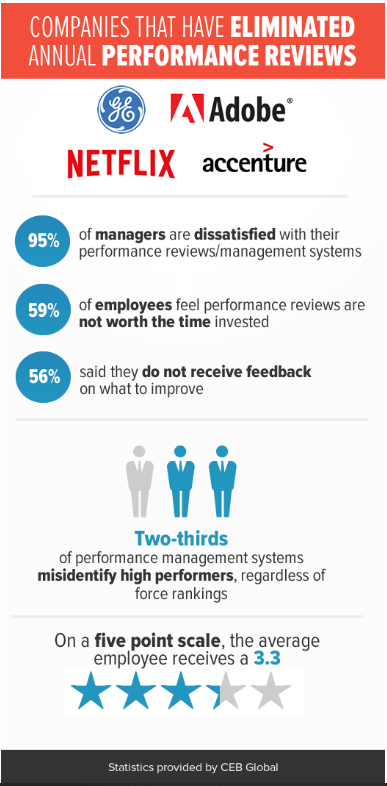 COMPANIES THAT HAVE ELIMINATED
ANNUAL PERFORMANCE REVIEWS
GE
Adobe®
NETFLIX
accenture
>
95%
of managers are dissatisfied with their
performance reviews/management systems
59%
of employees feel performance reviews are
not worth the time invested
56%
said they do not receive feedback
on what to improve
Two-thirds
of performance management systems
misidentify high performers, regardless of
force rankings
On a five point scale, the average
employee receives a 3.3
Statistics provided by CEB Global